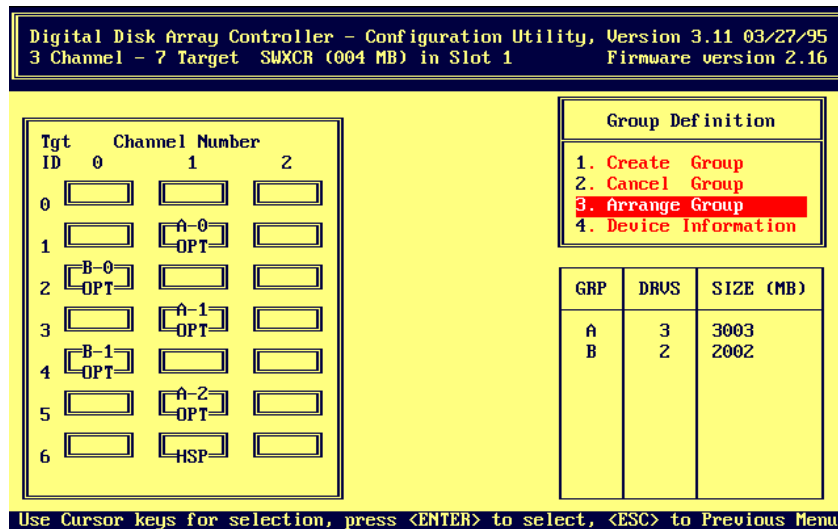 Digital Disk Array Controller – Configuration Utility, Version 3.11 03/27/95
3 Channel – 7 Target SWXCR (004 MB) in Slot 1 Firmware version 2.16
Tgt Channel Number
ID 0 1 2
0
1 A-0 OPT
2 B-0 OPT
3 A-1 OPT
4 B-1 OPT
5 A-2 OPT
6 HSP
Group Definition
1. Create Group
2. Cancel Group
3. Arrange Group
4. Device Information
GRP DRVS SIZE (MB)
A 3 3003
B 2 2002
Use Cursor keys for selection, press <ENTER> to select, <ESC> to Previous Menu